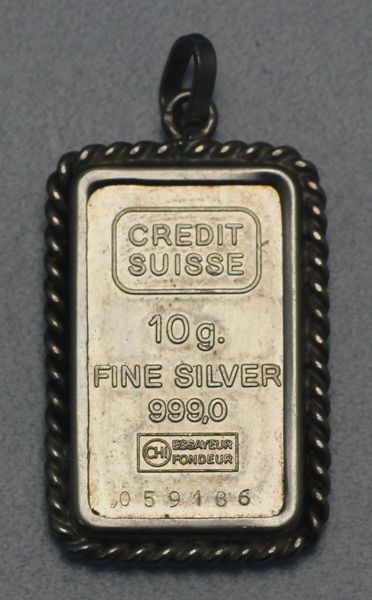 CREDIT
SUISSE
10 g.
FINE SILVER
999,0
CHI ESSAYEUR
FONDEUR
059186